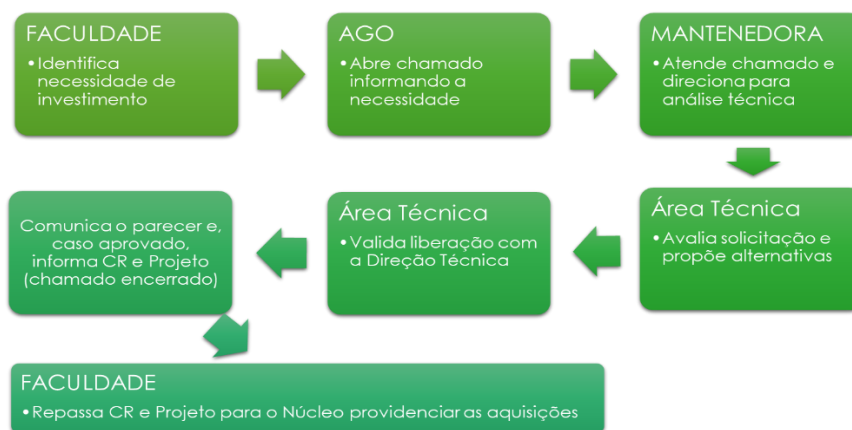 FACULDADE
•Identifica
necessidade de
investimento
AGO
•Abre chamado
informando a
necessidade
MANTENEDORA
•Atende chamado e
direciona para
análise técnica
Área Técnica
•Avalia solicitação e
propõe alternativas
Área Técnica
•Valida liberação com
a Direção Técnica
Comunica o parecer e,
caso aprovado,
informa CR e Projeto
(chamado encerrado)
FACULDADE
•Repassa CR e Projeto para o Núcleo providenciar as aquisições